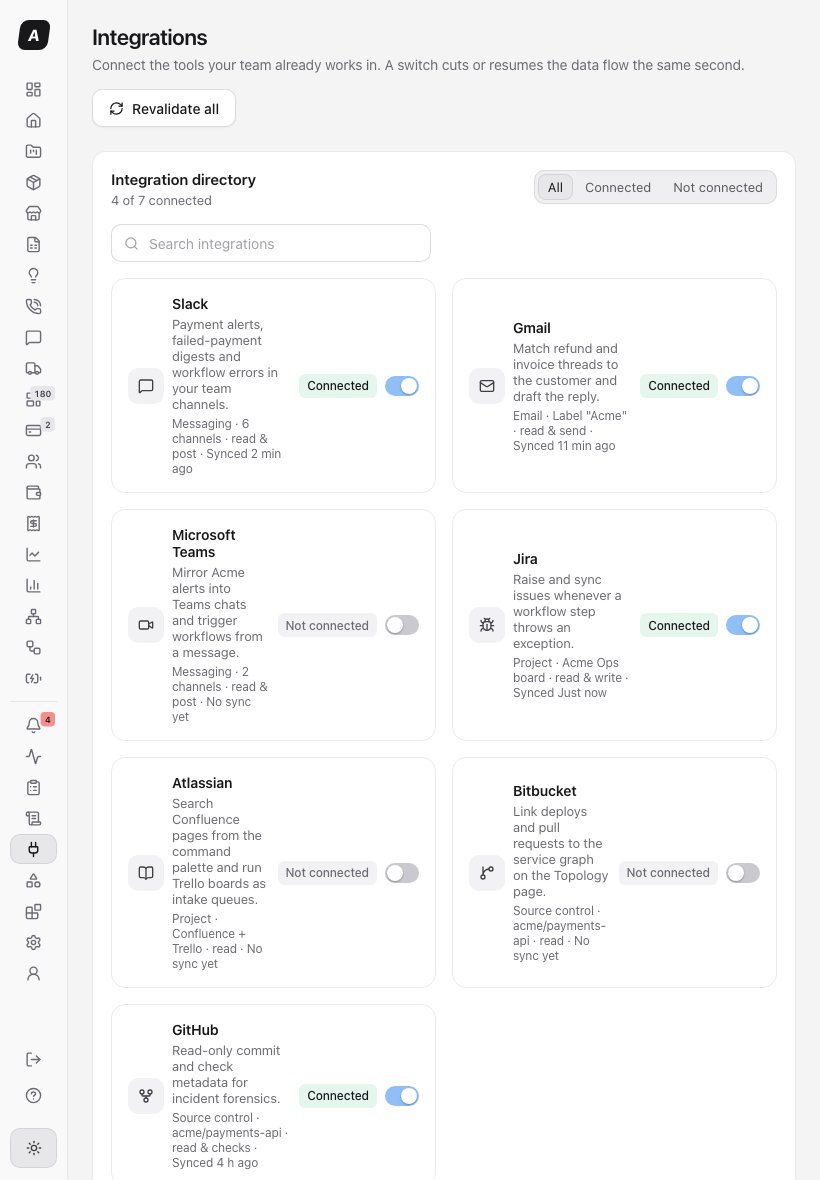 A
Integrations
Connect the tools your team already works in. A switch cuts or resumes the data flow the same second.
Revalidate all
Integration directory
4 of 7 connected
All
Connected
Not connected
Search integrations
180
2
4
Slack
Payment alerts,
failed-payment
digests and
workflow errors in
your team
channels.
Messaging · 6
channels · read &
post · Synced 2 min
ago
Connected
Gmail
Match refund and
invoice threads to
the customer and
draft the reply.
Email · Label "Acme"
· read & send ·
Synced 11 min ago
Connected
Microsoft
Teams
Mirror Acme
alerts into
Teams chats
and trigger
workflows from
a message.
Messaging · 2
channels · read &
post · No sync
yet
Not connected
Jira
Raise and sync
issues whenever a
workflow step
throws an
exception.
Project · Acme Ops
board · read & write ·
Synced Just now
Connected
Atlassian
Search
Confluence
pages from the
command
palette and run
Trello boards as
intake queues.
Project ·
Confluence +
Trello · read · No
sync yet
Not connected
Bitbucket
Link deploys
and pull
requests to the
service graph
on the Topology
page.
Source control ·
acme/payments-
api · read · No
sync yet
Not connected
GitHub
Read-only commit
and check
metadata for
incident forensics.
Source control ·
acme/payments-api ·
read & checks ·
Synced 4 h ago
Connected